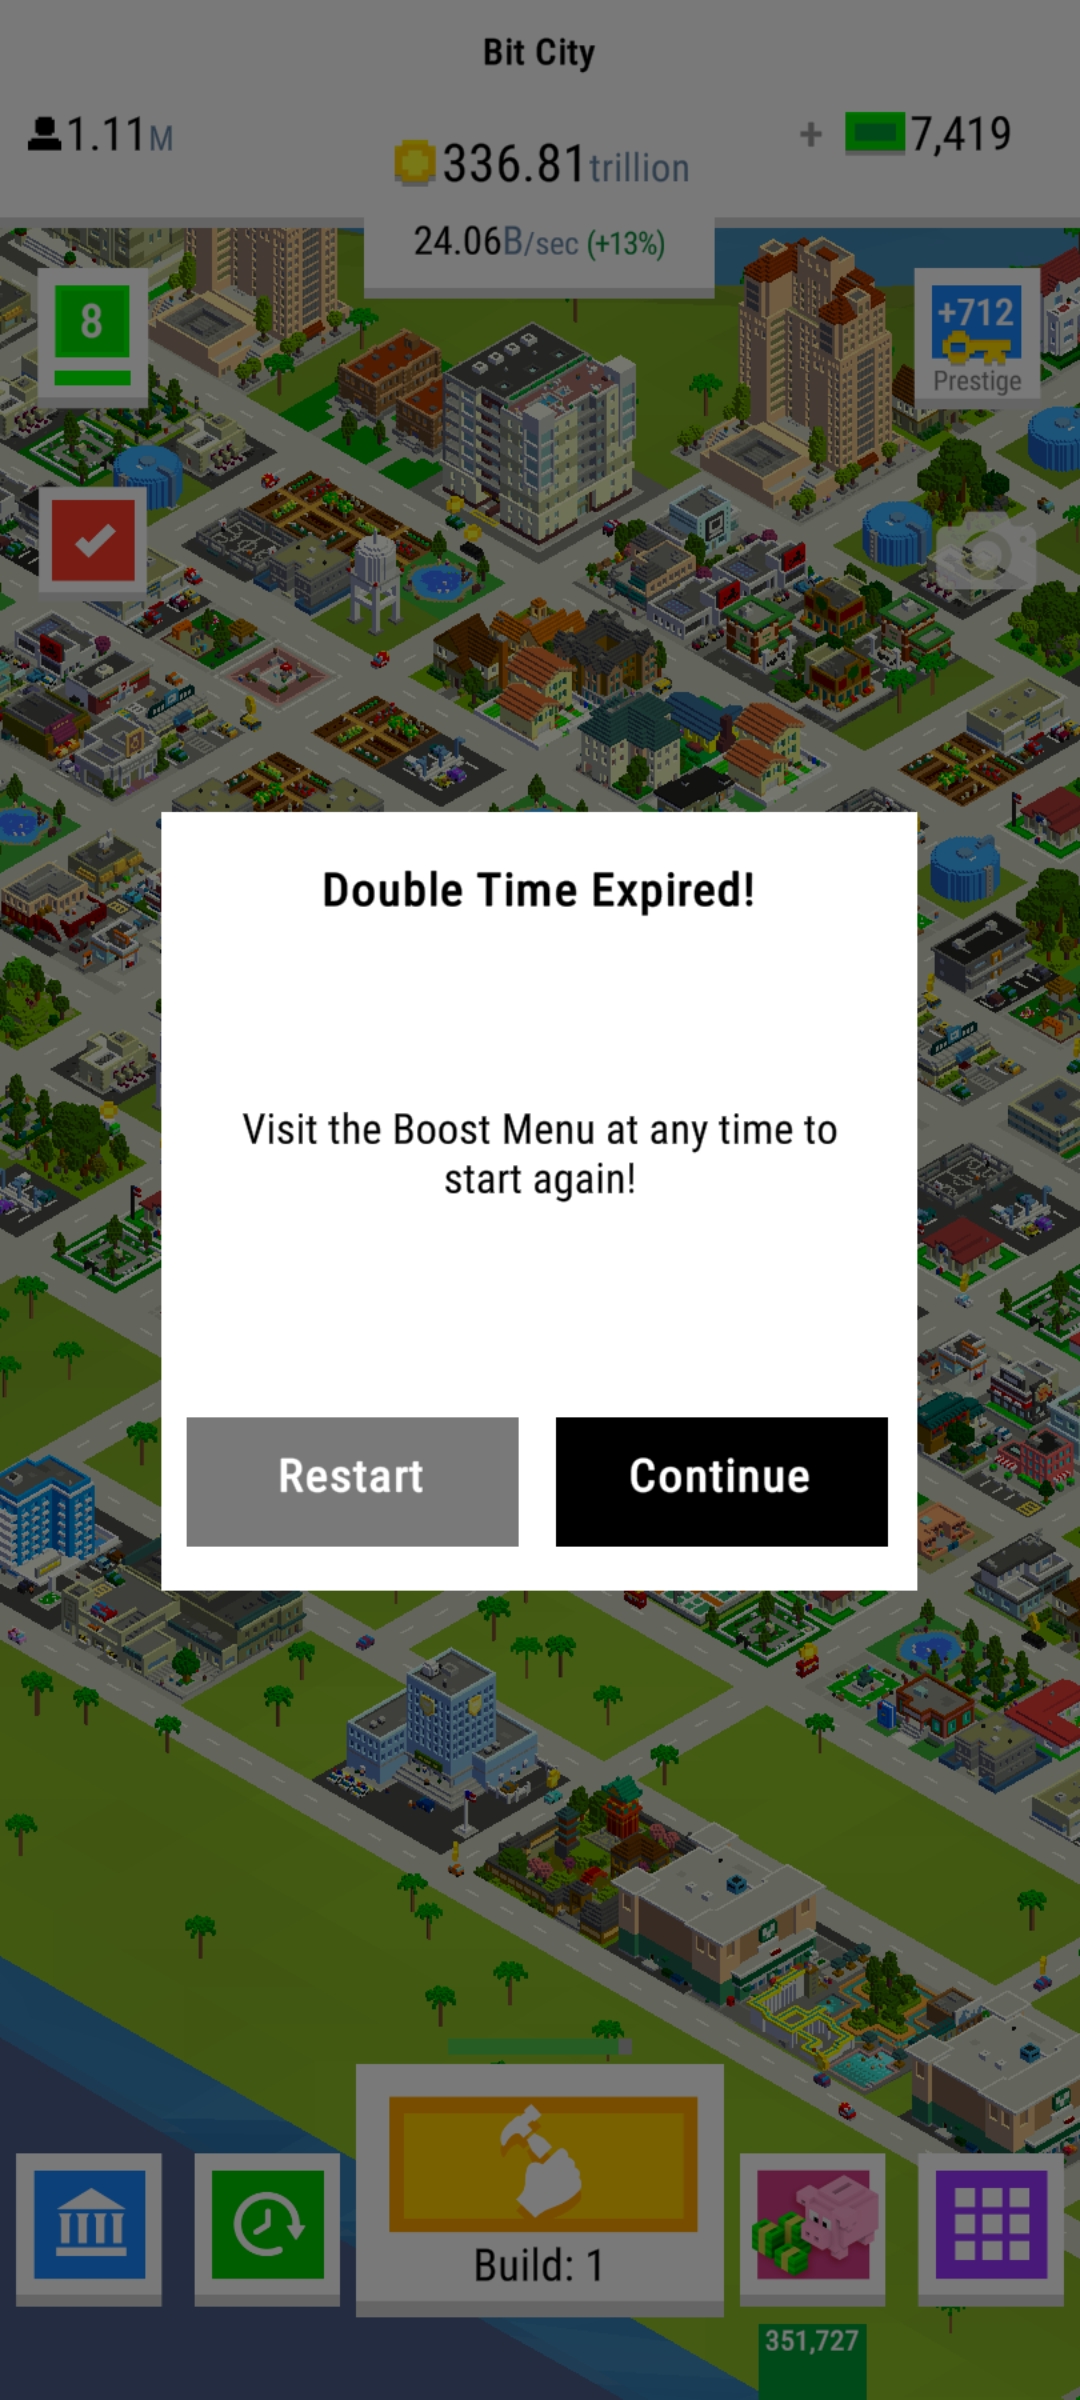 Bit City
1.11M
336.81trillion
+ 7,419
24.06B/sec (+13%)
8
+712
Prestige
Double Time Expired!
Visit the Boost Menu at any time to
start again!
Restart
Continue
Build: 1
351,727